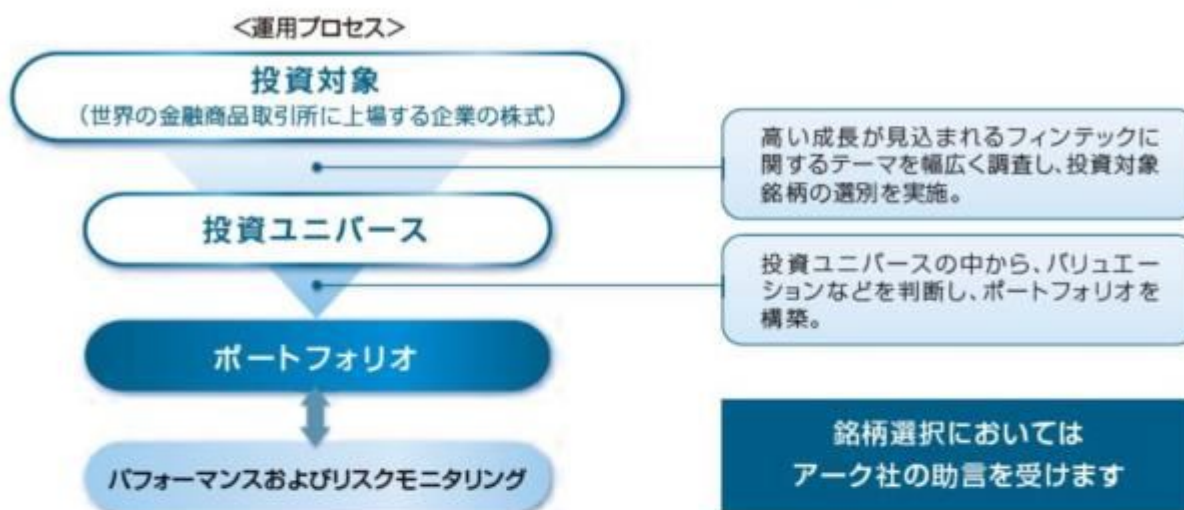 <運用プロセス>
投資対象
(世界の金融商品取引所に上場する企業の株式)
高い成長が見込まれるフィンテックに
関するテーマを幅広く調査し、投資対象
銘柄の選別を実施。
投資ユニバース
投資ユニバースの中から、バリュエー
ションなどを判断し、ポートフォリオを
構築。
ポートフォリオ
銘柄選択においては
アーク社の助言を受けます
パフォーマンスおよびリスクモニタリング